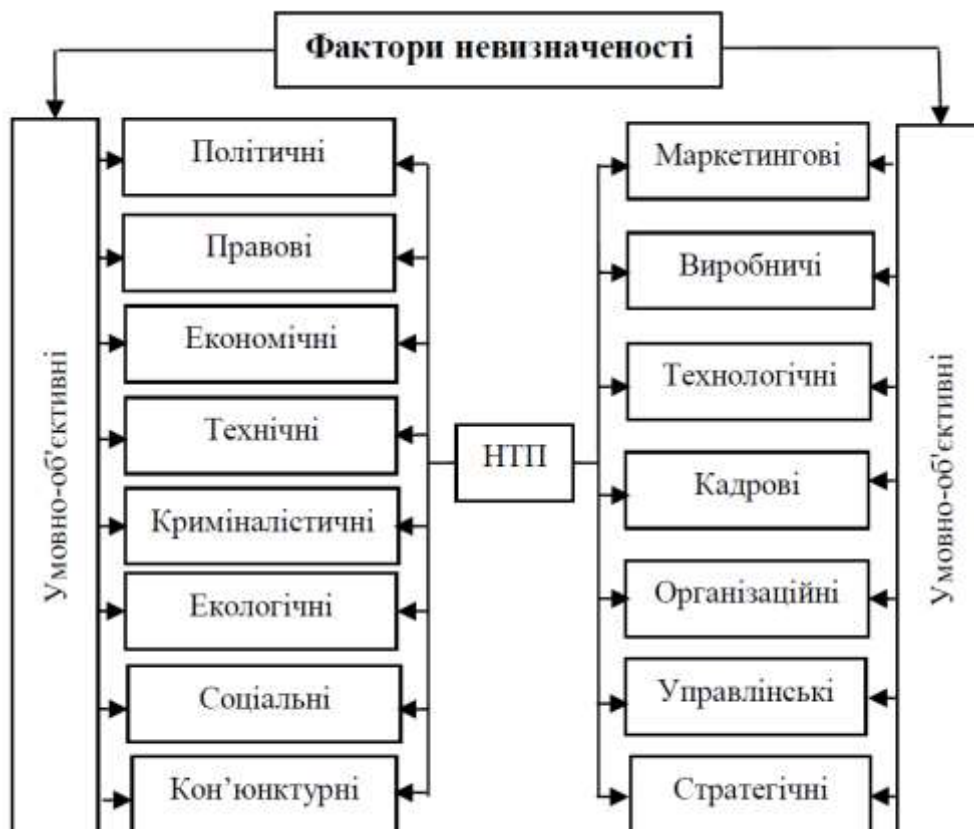 Фактори невизначеності
Умовно-об'єктивні
Політичні
Правові
Економічні
Технічні
Криміналістичні
Екологічні
Соціальні
Кон’юнктурні
НТП
Маркетингові
Виробничі
Технологічні
Кадрові
Організаційні
Управлінські
Стратегічні
Умовно-об'єктивні